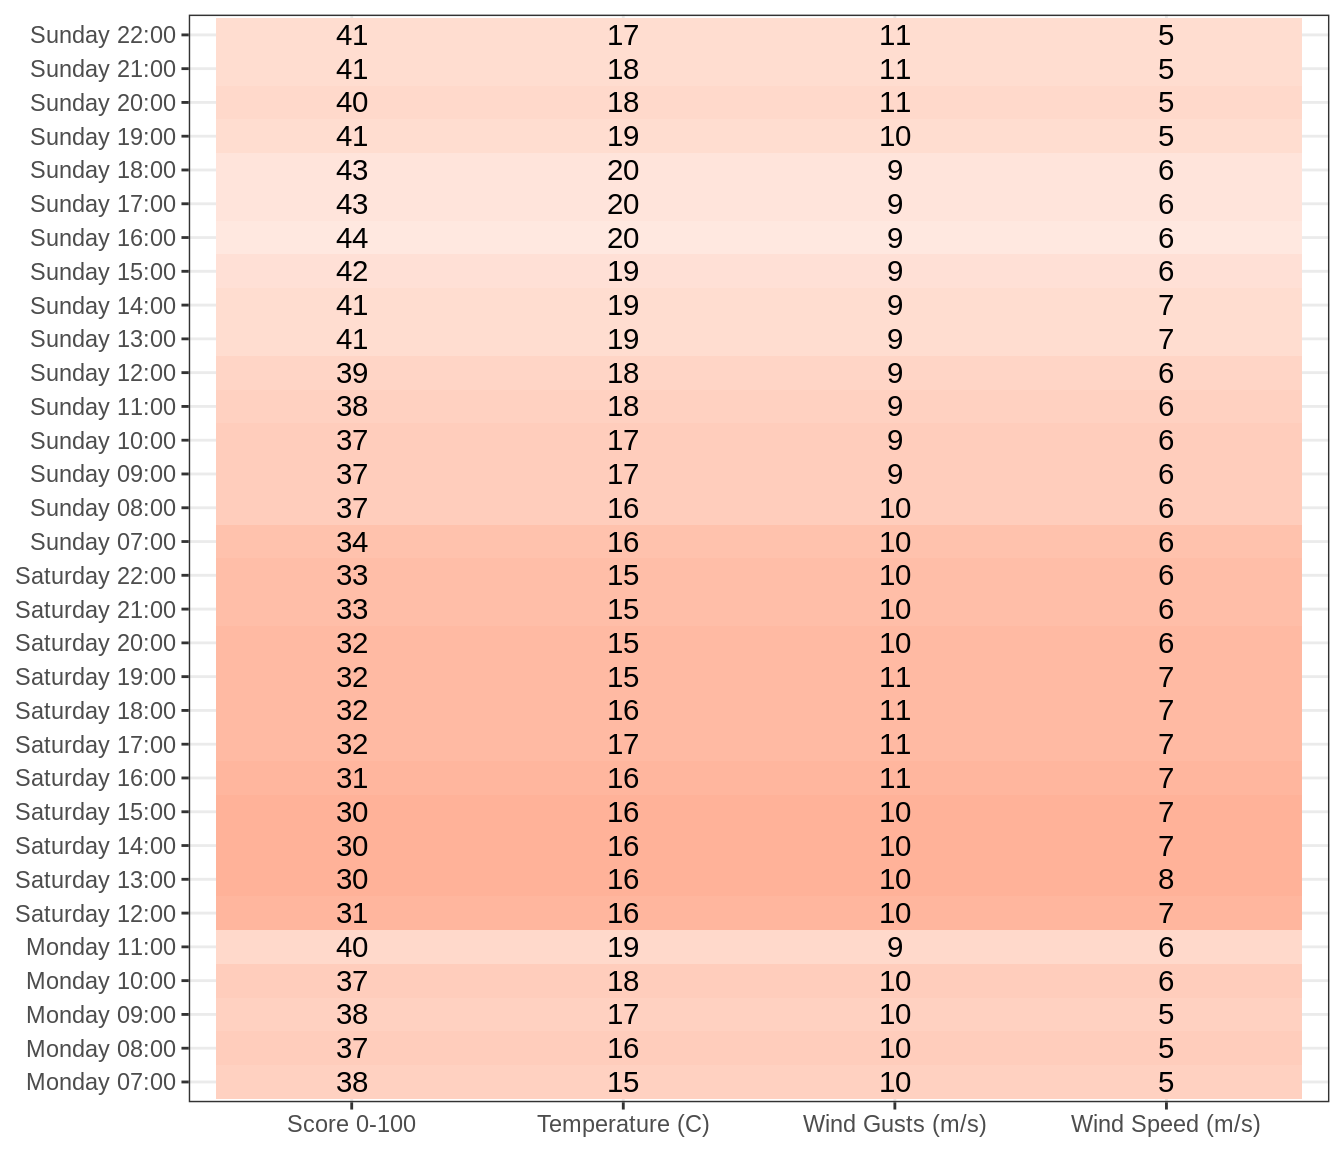 Sunday 22:00 41 17 11 5
Sunday 21:00 41 18 11 5
Sunday 20:00 40 18 11 5
Sunday 19:00 41 19 10 5
Sunday 18:00 43 20 9 6
Sunday 17:00 43 20 9 6
Sunday 16:00 44 20 9 6
Sunday 15:00 42 19 9 6
Sunday 14:00 41 19 9 7
Sunday 13:00 41 19 9 7
Sunday 12:00 39 18 9 6
Sunday 11:00 38 18 9 6
Sunday 10:00 37 17 9 6
Sunday 09:00 37 17 9 6
Sunday 08:00 37 16 10 6
Sunday 07:00 34 16 10 6
Saturday 22:00 33 15 10 6
Saturday 21:00 33 15 10 6
Saturday 20:00 32 15 10 6
Saturday 19:00 32 15 11 7
Saturday 18:00 32 16 11 7
Saturday 17:00 32 17 11 7
Saturday 16:00 31 16 11 7
Saturday 15:00 30 16 10 7
Saturday 14:00 30 16 10 7
Saturday 13:00 30 16 10 8
Saturday 12:00 31 16 10 7
Monday 11:00 40 19 9 6
Monday 10:00 37 18 10 6
Monday 09:00 38 17 10 5
Monday 08:00 37 16 10 5
Monday 07:00 38 15 10 5
Score 0-100 Temperature (C) Wind Gusts (m/s) Wind Speed (m/s)